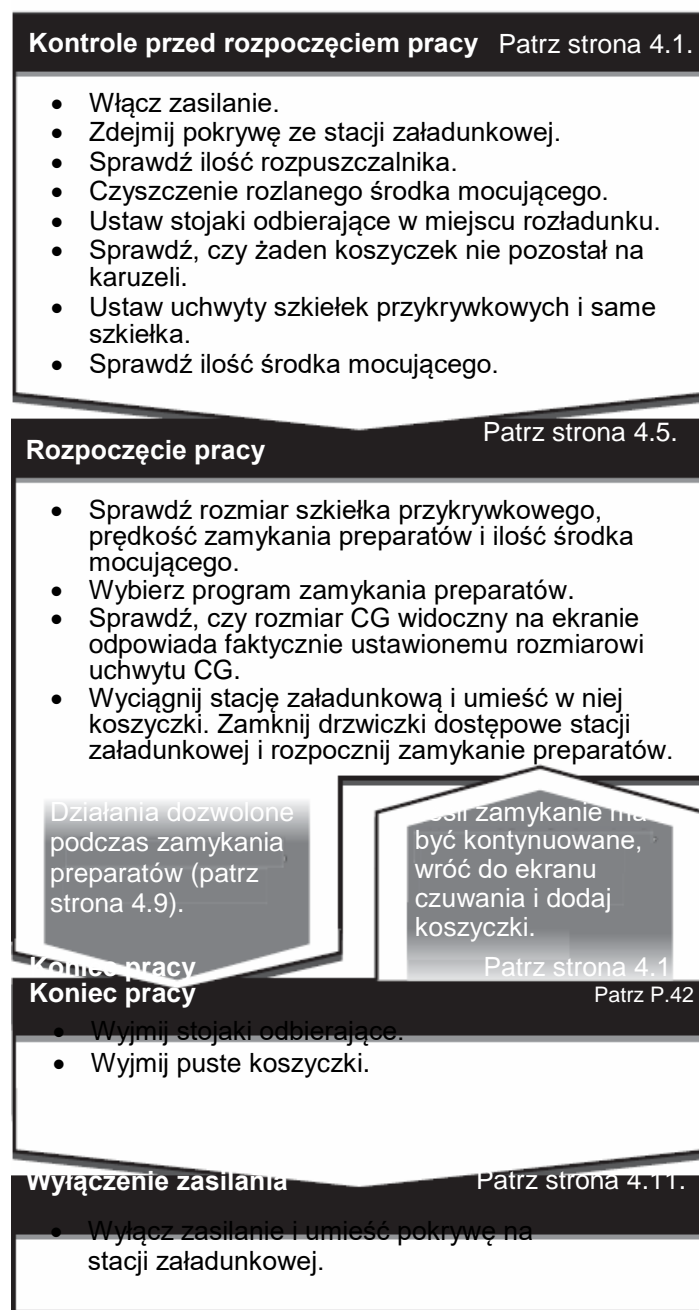 Kontrole przed rozpoczęciem pracy Patrz strona 4.1.
• Włącz zasilanie.
• Zdejmij pokrywę ze stacji załadunkowej.
• Sprawdź ilość rozpuszczalnika.
• Czyszczenie rozlanego środka mocującego.
• Ustaw stojaki odbierające w miejscu rozładunku.
• Sprawdź, czy żaden koszyczek nie pozostał na
karuzeli.
• Ustaw uchwyty szkiełek przykrywkowych i same
szkiełka.
• Sprawdź ilość środka mocującego.
Rozpoczęcie pracy Patrz strona 4.5.
• Sprawdź rozmiar szkiełka przykrywkowego,
prędkość zamykania preparatów i ilość środka
mocującego.
• Wybierz program zamykania preparatów.
• Sprawdź, czy rozmiar CG widoczny na ekranie
odpowiada faktycznie ustawionemu rozmiarowi
uchwytu CG.
• Wyciągnij stację załadunkową i umieść w niej
koszyczki. Zamknij drzwiczki dostępowe stacji
załadunkowej i rozpocznij zamykanie preparatów.
Działania dozwolone
podczas zamykania
preparatów (patrz
strona 4.9).
zamykanie ma
być kontynuowane,
wróć do ekranu
czuwania i dodaj
koszyczki.
Koniec pracy Patrz strona 4.1
Koniec pracy Patrz P.42
• Wyjmij stojaki odbierające.
• Wyjmij puste koszyczki.
Wyłączenie zasilania Patrz strona 4.11.
• Wyłącz zasilanie i umieść pokrywę na
stacji załadunkowej.